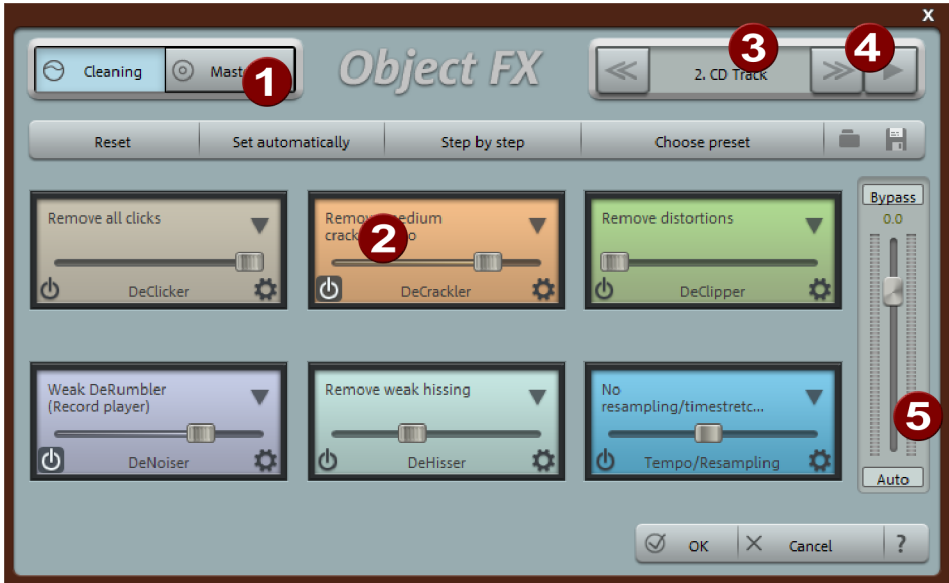 x
Cleaning
Mast
1
Object FX
2. CD Track
3
4
Reset
Set automatically
Step by step
Choose preset
Remove all clicks
DeClicker
Remov edium
crack o
2
DeCrackler
Remove distortions
DeClipper
Bypass
0.0
Weak DeRumbler
(Record player)
DeNoiser
Remove weak hissing
DeHisser
No
resampling/timestretc...
Tempo/Resampling
5
Auto
OK
Cancel
?